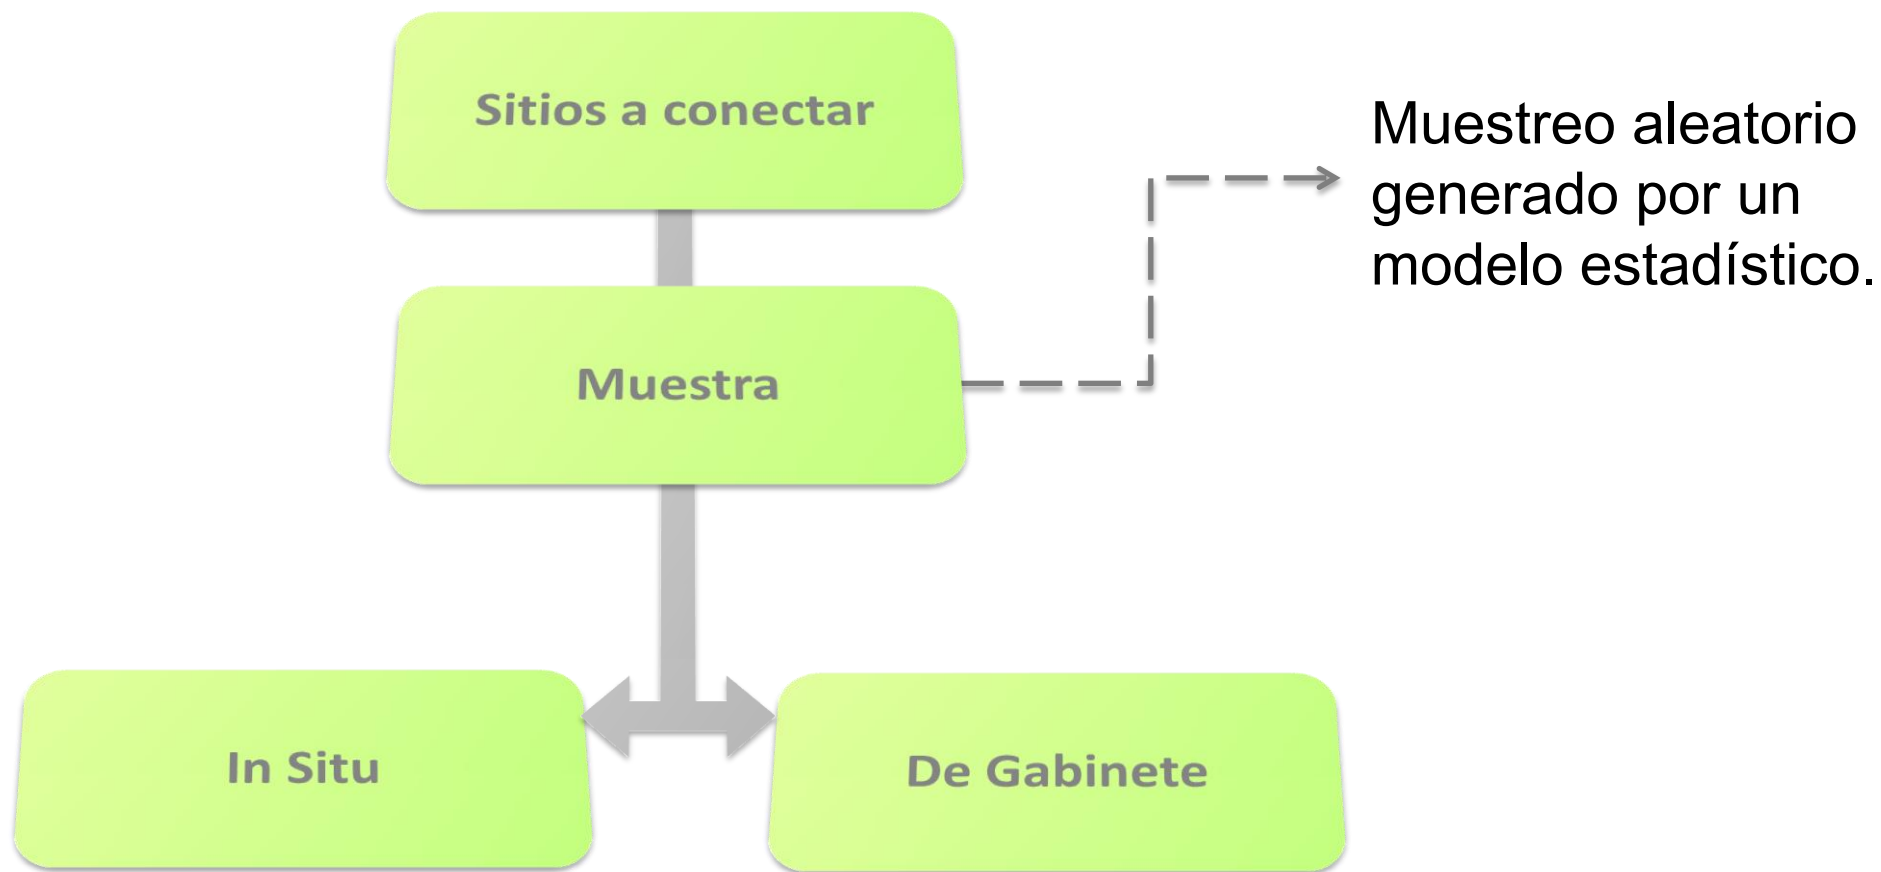 Sitios a conectar
Muestreo aleatorio
generado por un
modelo estadístico.
Muestra
In Situ
De Gabinete